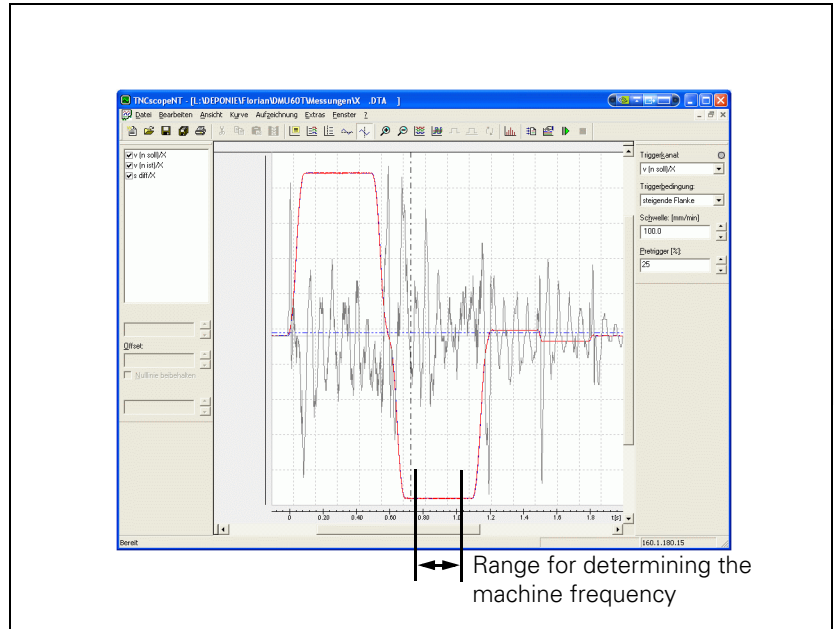 TNCscopeNT - [L:\DEPONIE\Florian\DMU60T\Messungen\X .DTA ]
Datei Bearbeiten Ansicht Kurve Aufzeichnung Extras Fenster ?
v (n soll)/X
v (n ist)/X
s diff/X
Offset:
Nullinie beibehalten
Triggerkanal:
v (n soll)/X
Triggerbedingung:
steigende Flanke
Schwelle: [mm/min]
100.0
Pretrigger [%]:
25
0 0.20 0.40 0.60 0.80 1.0 1.2 1.4 1.6 1.8 t[s]
Bereit
160.1.180.15
Range for determining the
machine frequency